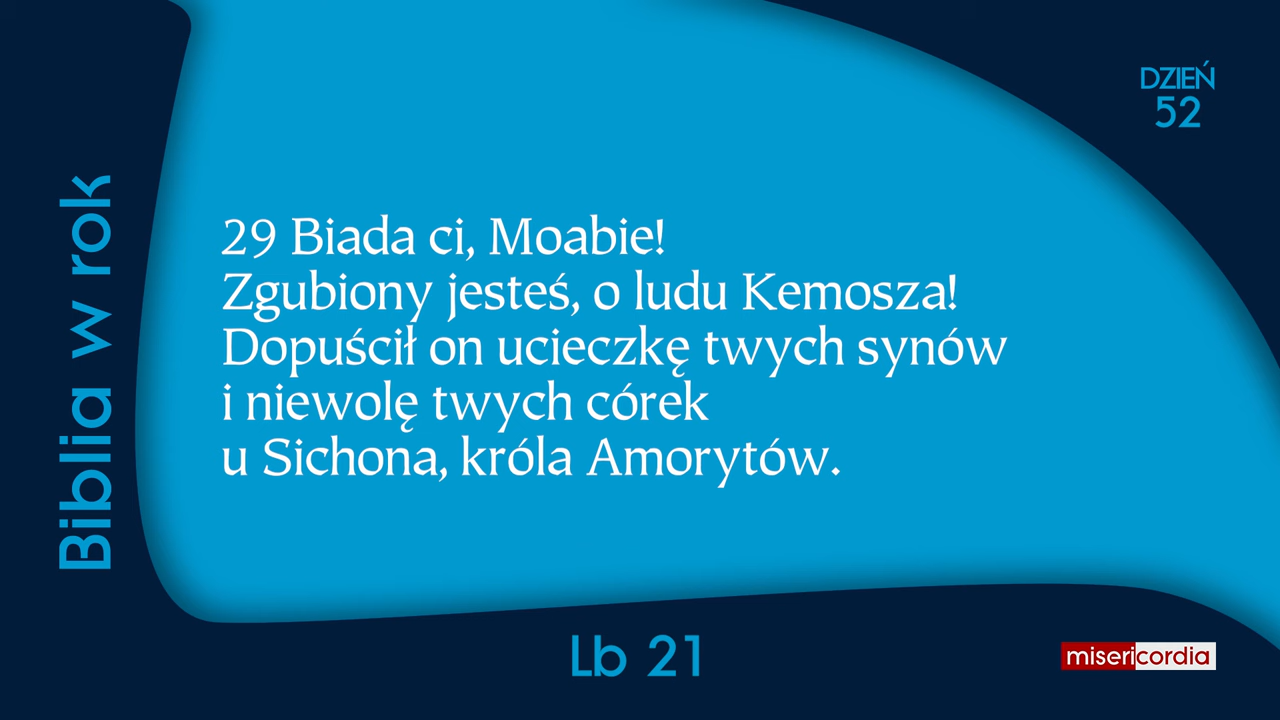 DZIEŃ
52
Biblia w rok
29 Biada ci, Moabie!
Zgubiony jesteś, o ludu Kemosza!
Dopuścił on ucieczkę twych synów
i niewolę twych córek
u Sichona, króla Amorytów.
Lb 21
misericordia